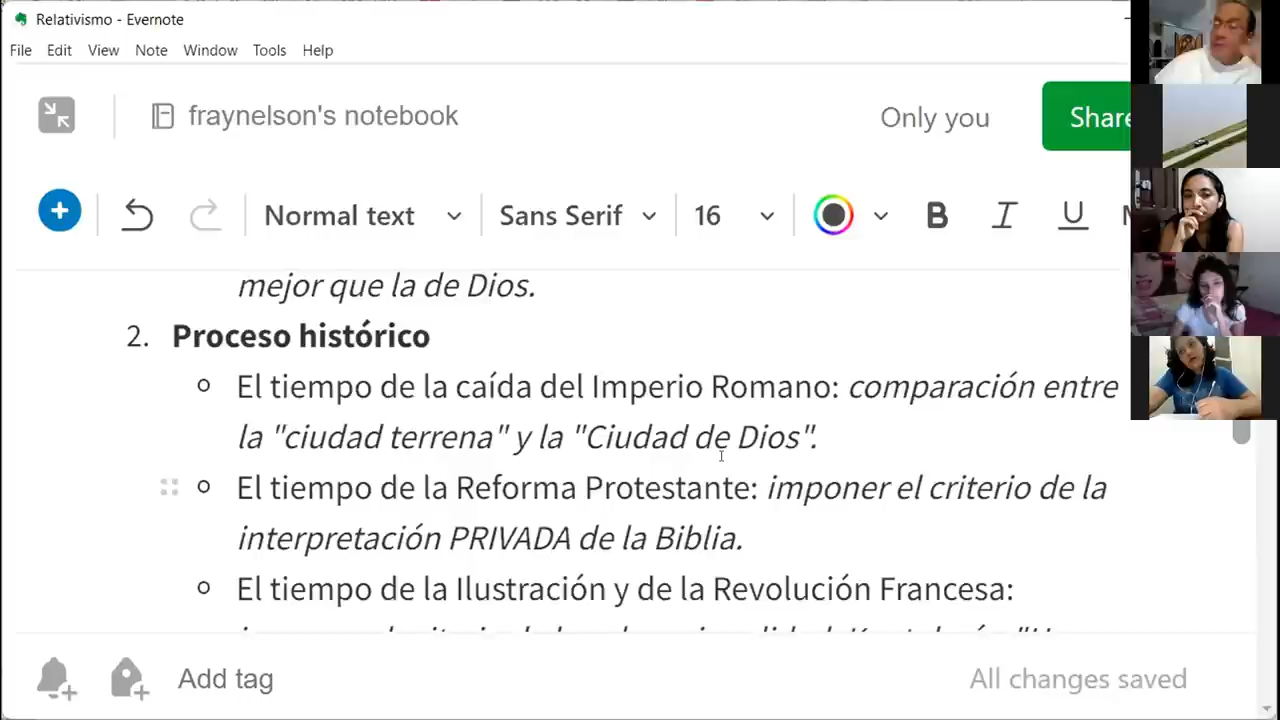 Relativismo - Evernote
File Edit View Note Window Tools Help
fraynelson's notebook
Only you
Share
Normal text
Sans Serif
16
B I U
mejor que la de Dios.
2. Proceso histórico
El tiempo de la caída del Imperio Romano: comparación entre
la "ciudad terrena" y la "Ciudad de Dios".
El tiempo de la Reforma Protestante: imponer el criterio de la
interpretación PRIVADA de la Biblia.
El tiempo de la Ilustración y de la Revolución Francesa:
Add tag
All changes saved